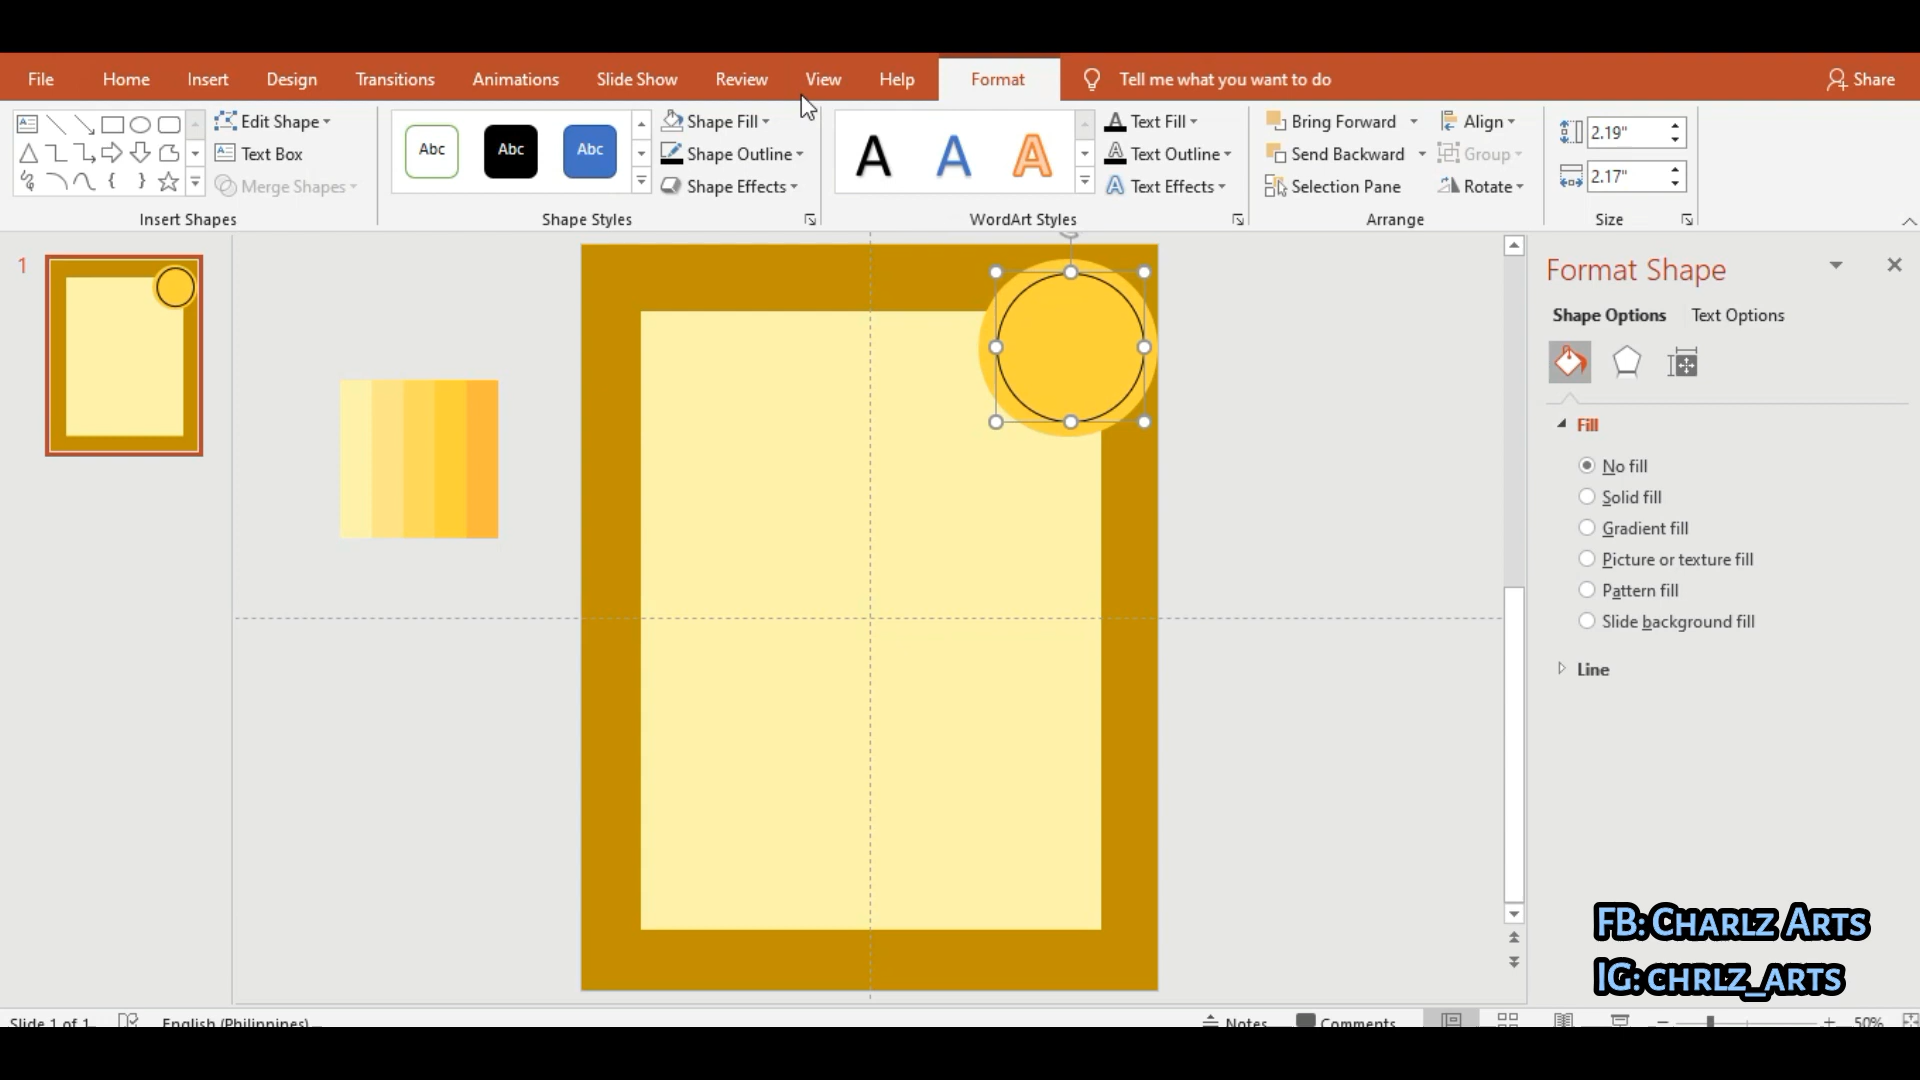 File Home Insert Design Transitions Animations Slide Show Review View Help Format Tell me what you want to do Share
Edit Shape
Text Box
Merge Shapes
Insert Shapes
Abc Abc Abc
Shape Fill
Shape Outline
Shape Effects
Shape Styles
A A A
Text Fill
Text Outline
Text Effects
WordArt Styles
Bring Forward
Send Backward
Selection Pane
Align
Group
Rotate
Arrange
2.19"
2.17"
Size
1
Format Shape
Shape Options Text Options
Fill
No fill
Solid fill
Gradient fill
Picture or texture fill
Pattern fill
Slide background fill
Line
FB: Charlz Arts
IG: chrlz_arts
Slide 1 of 1 English (Philippines) Notes Comments 50%